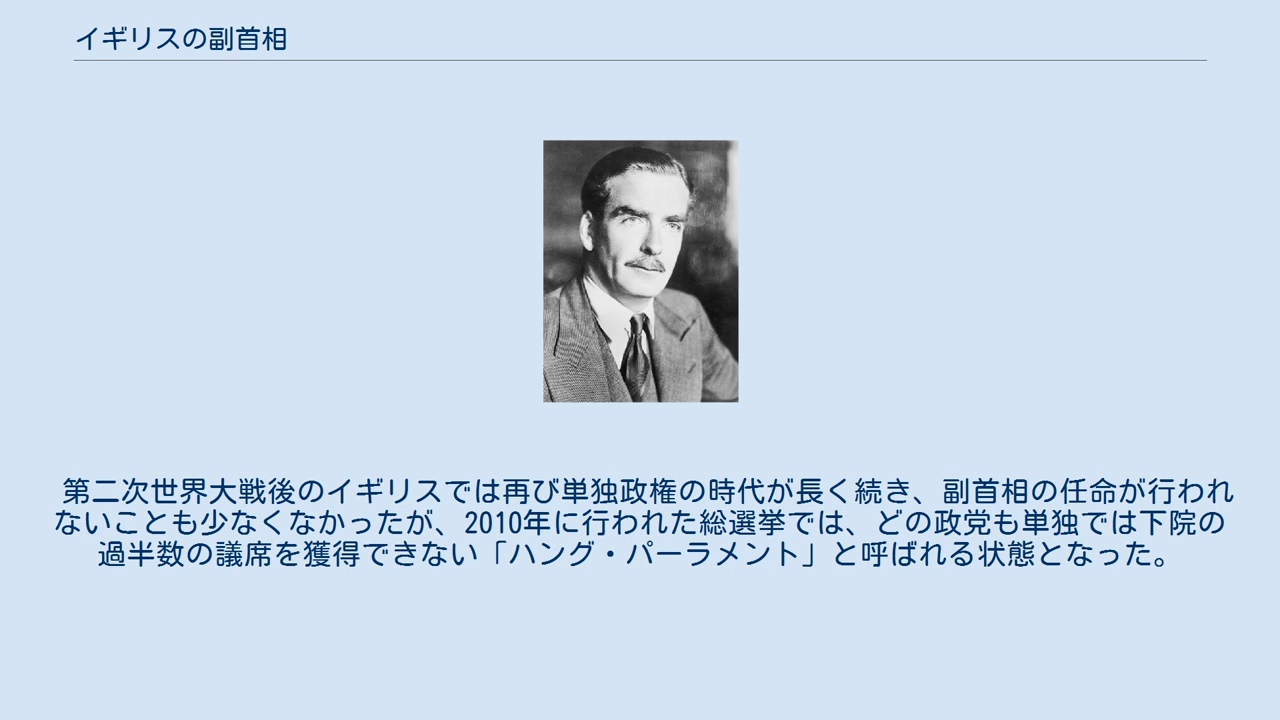 イギリスの副首相
第二次世界大戦後のイギリスでは再び単独政権の時代が長く続き、副首相の任命が行われ
ないことも少なくなかったが、2010年に行われた総選挙では、どの政党も単独では下院の
過半数の議席を獲得できない「ハング・パーラメント」と呼ばれる状態となった。